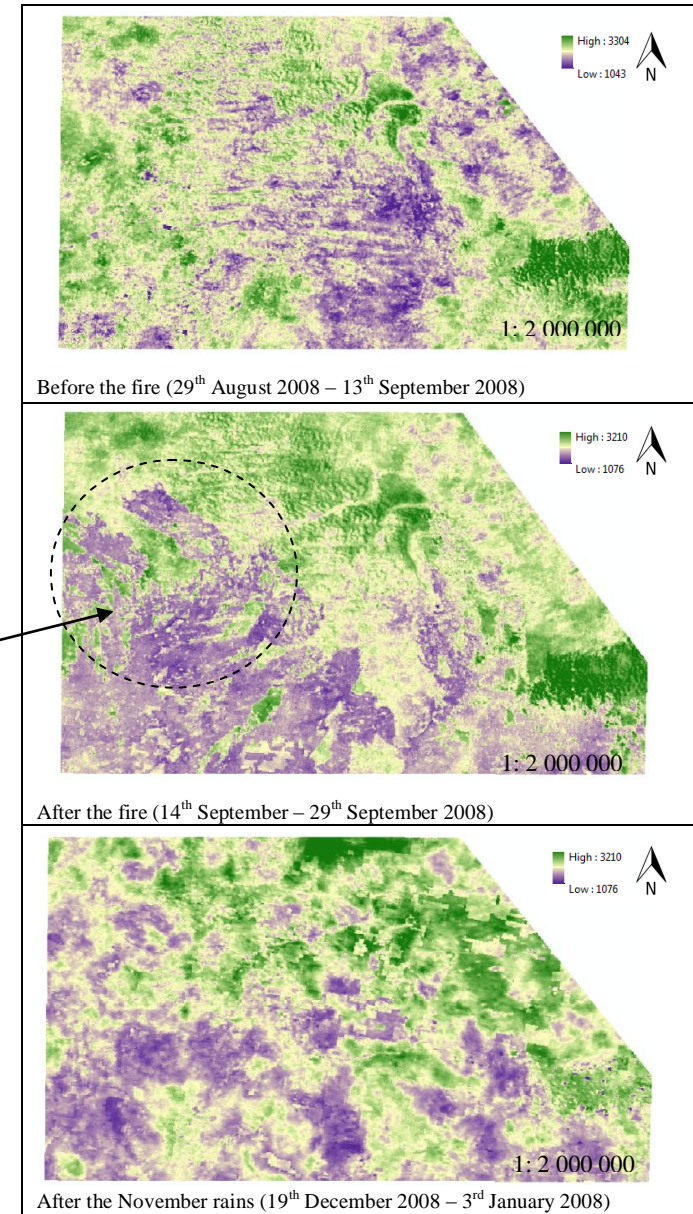 High : 3304
Low : 1043
N
1: 2 000 000
Before the fire (29th August 2008 – 13th September 2008)
High : 3210
Low : 1076
N
1: 2 000 000
After the fire (14th September – 29th September 2008)
High : 3210
Low : 1076
N
1: 2 000 000
After the November rains (19th December 2008 – 3rd January 2008)